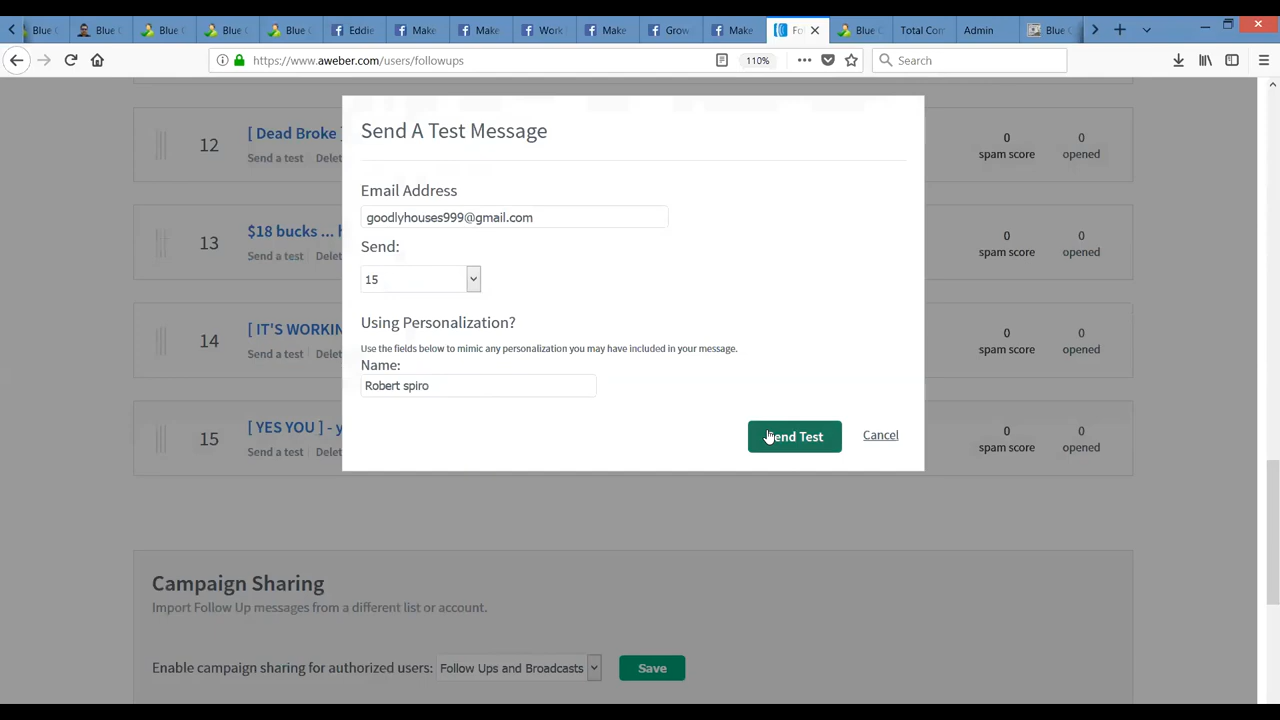 Blue C
Blue (
Blue C
Blue (
Blue (
Eddie
Make
Make
Work
Make
Grow
Make
Fol
Blue (
Total Com
Admin
Blue C
https://www.aweber.com/users/followups
110%
Search
Send A Test Message
Email Address
goodlyhouses999@gmail.com
Send:
15
Using Personalization?
Use the fields below to mimic any personalization you may have included in your message.
Name:
Robert spiro
Send Test
Cancel
12
[ Dead Broke ]
Send a test
Delet
0
spam score
0
opened
13
$18 bucks ... h
Send a test
Delet
0
spam score
0
opened
14
[ IT'S WORKIN
Send a test
Delet
0
spam score
0
opened
15
[ YES YOU ] - y
Send a test
Delet
0
spam score
0
opened
Campaign Sharing
Import Follow Up messages from a different list or account.
Enable campaign sharing for authorized users:
Follow Ups and Broadcasts
Save